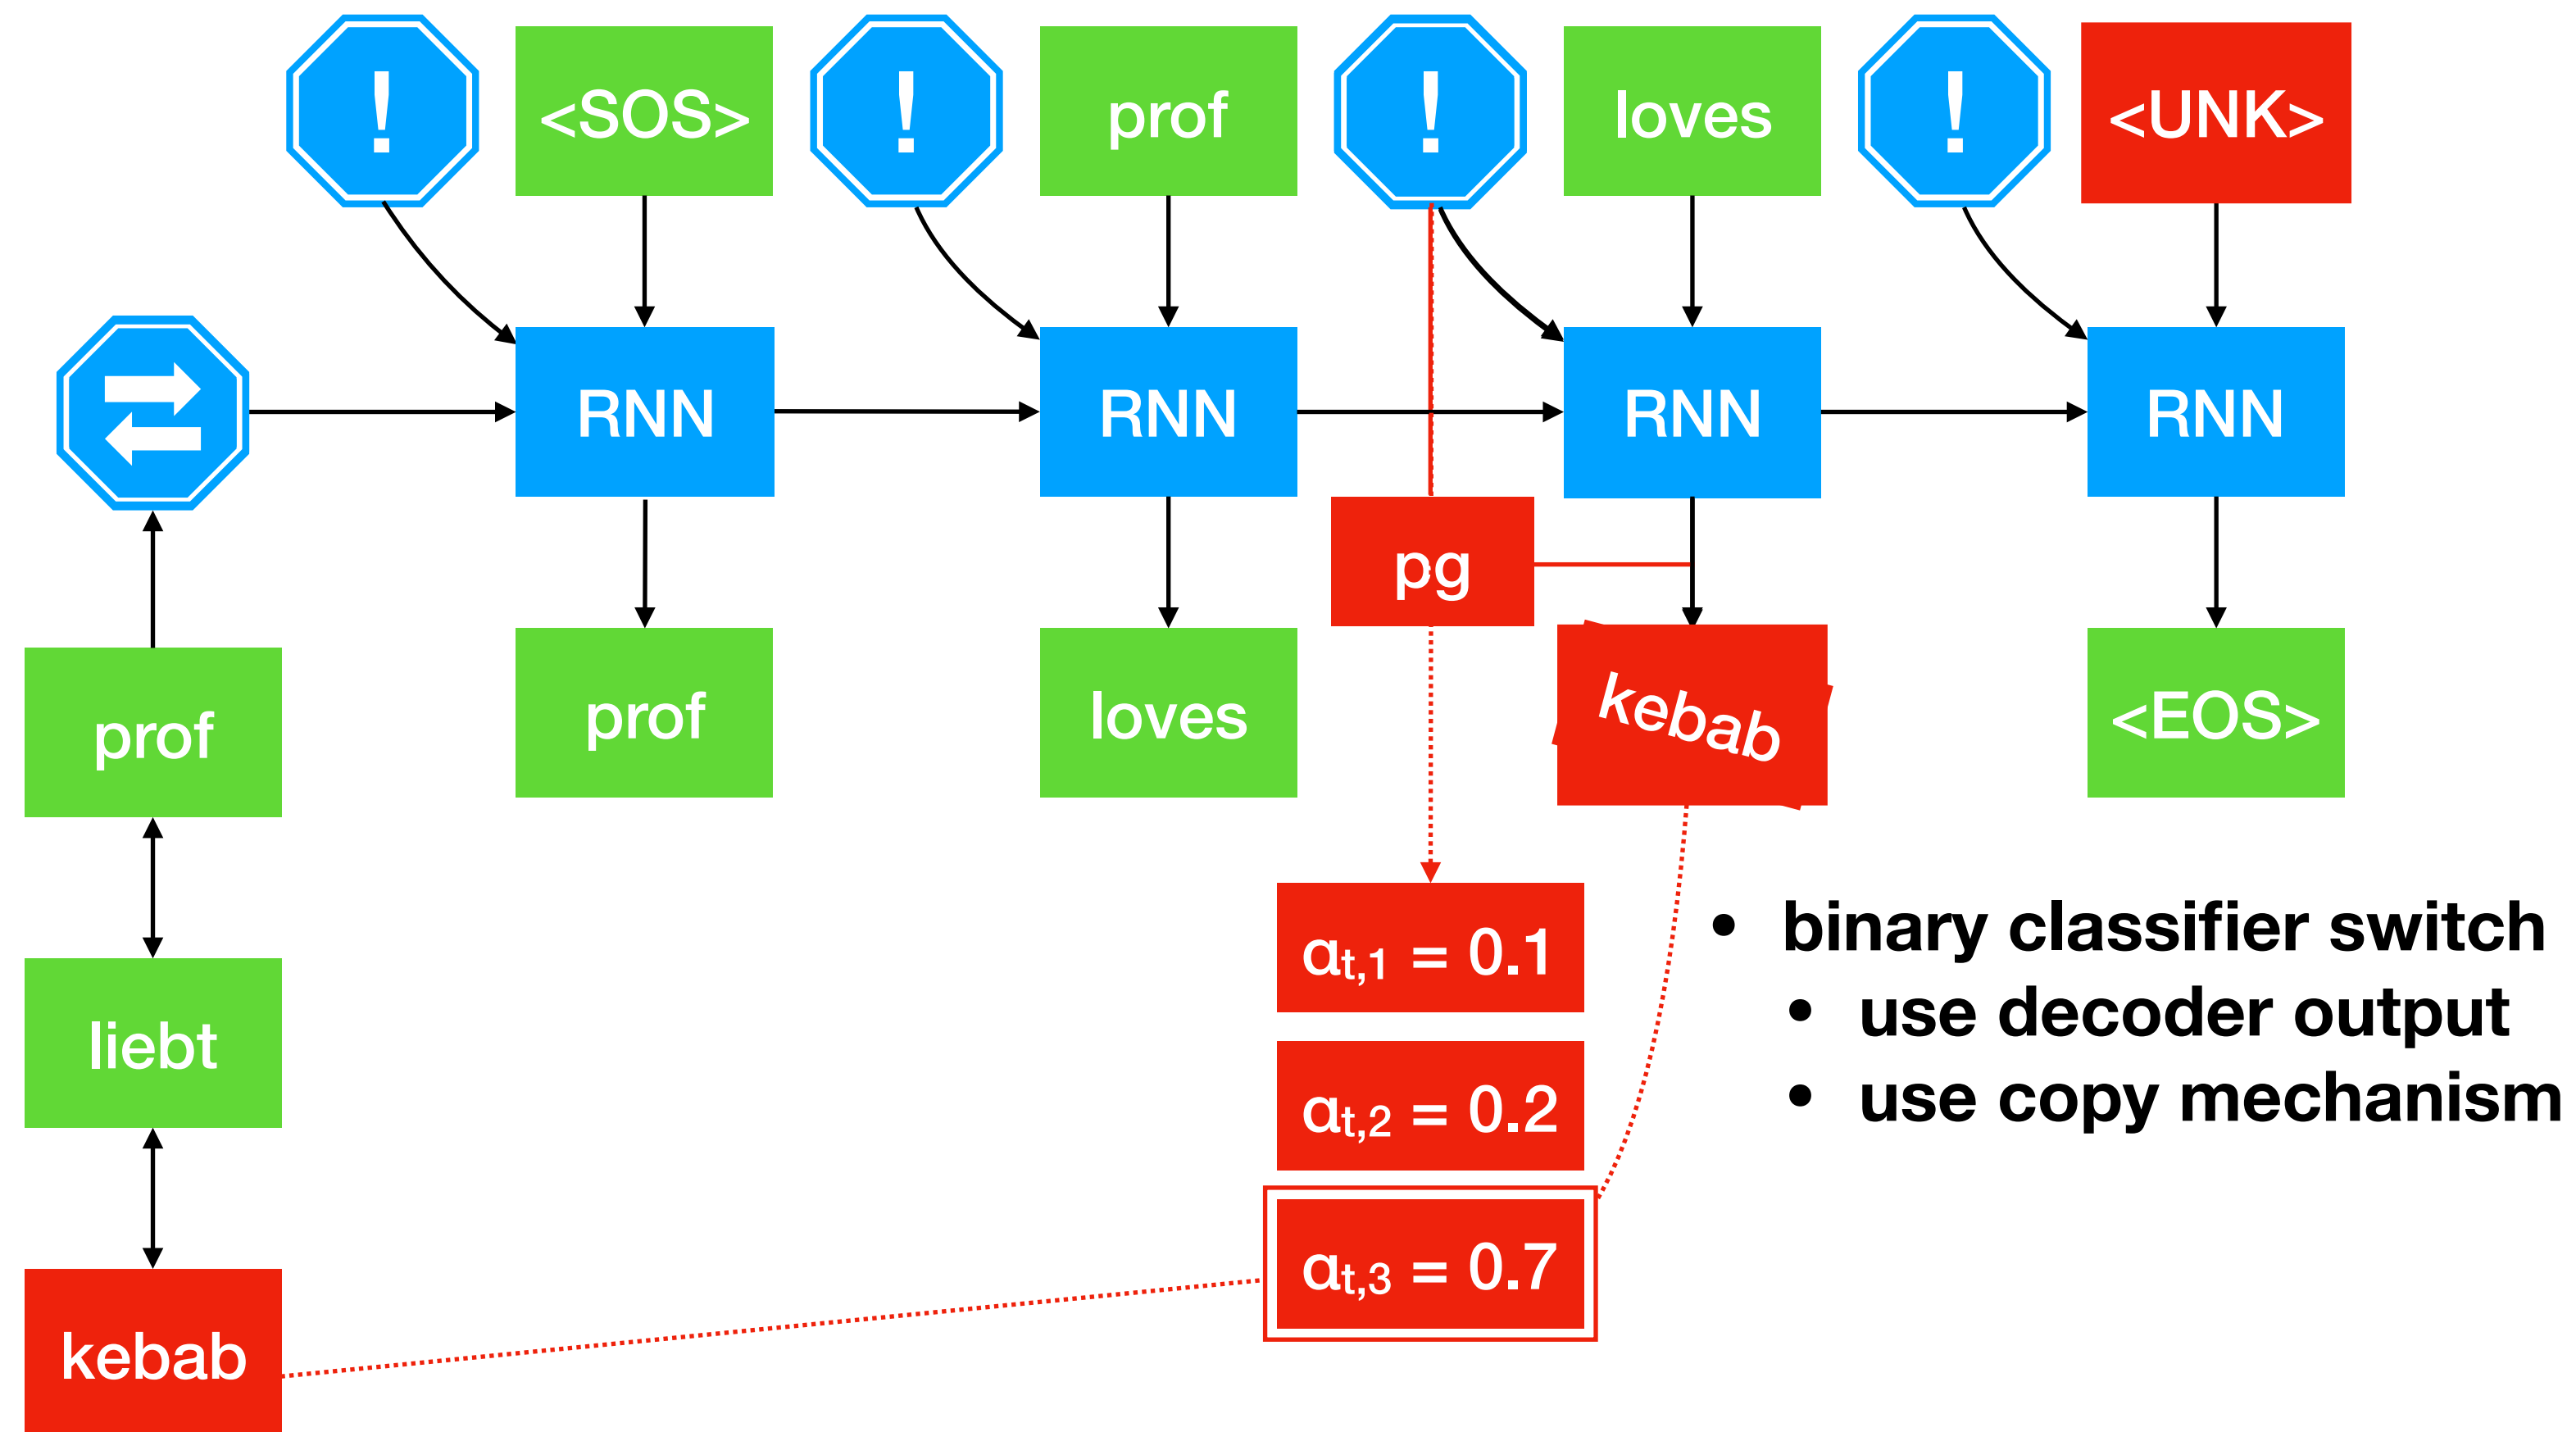 ! <SOS> ! prof ! loves ! <UNK>
RNN RNN RNN RNN
pg
prof prof loves kebab <EOS>
liebt
kebab
αt,1 = 0.1
αt,2 = 0.2
αt,3 = 0.7
• binary classifier switch
• use decoder output
• use copy mechanism